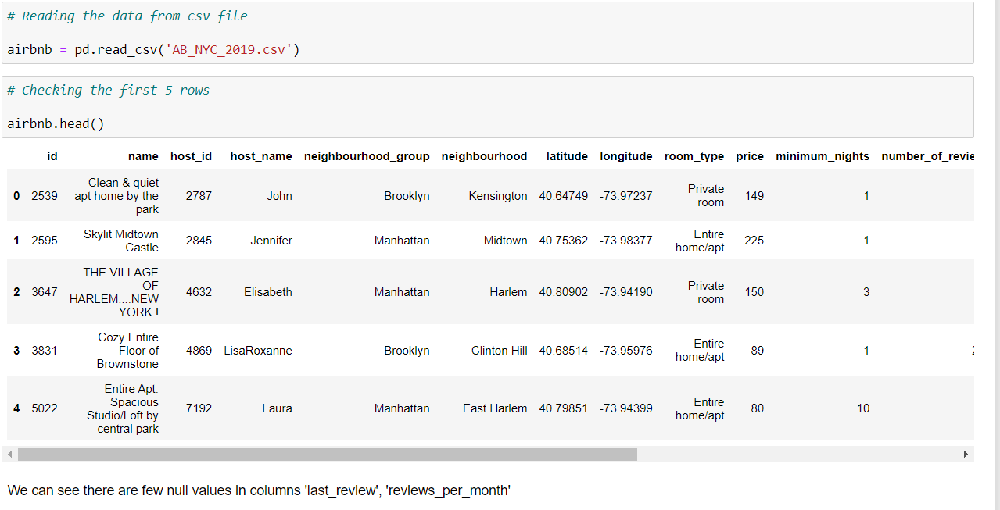 # Reading the data from csv file
airbnb = pd.read_csv('AB_NYC_2019.csv')
# Checking the first 5 rows
airbnb.head()
id name host_id host_name neighbourhood_group neighbourhood latitude longitude room_type price minimum_nights number_of_revie
0 2539 Clean & quiet apt home by the park 2787 John Brooklyn Kensington 40.64749 -73.97237 Private room 149 1
1 2595 Skylit Midtown Castle 2845 Jennifer Manhattan Midtown 40.75362 -73.98377 Entire home/apt 225 1
2 3647 THE VILLAGE OF HARLEM....NEW YORK ! 4632 Elisabeth Manhattan Harlem 40.80902 -73.94190 Private room 150 3
3 3831 Cozy Entire Floor of Brownstone 4869 LisaRoxanne Brooklyn Clinton Hill 40.68514 -73.95976 Entire home/apt 89 1
4 5022 Entire Apt: Spacious Studio/Loft by central park 7192 Laura Manhattan East Harlem 40.79851 -73.94399 Entire home/apt 80 10
We can see there are few null values in columns 'last_review', 'reviews_per_month'